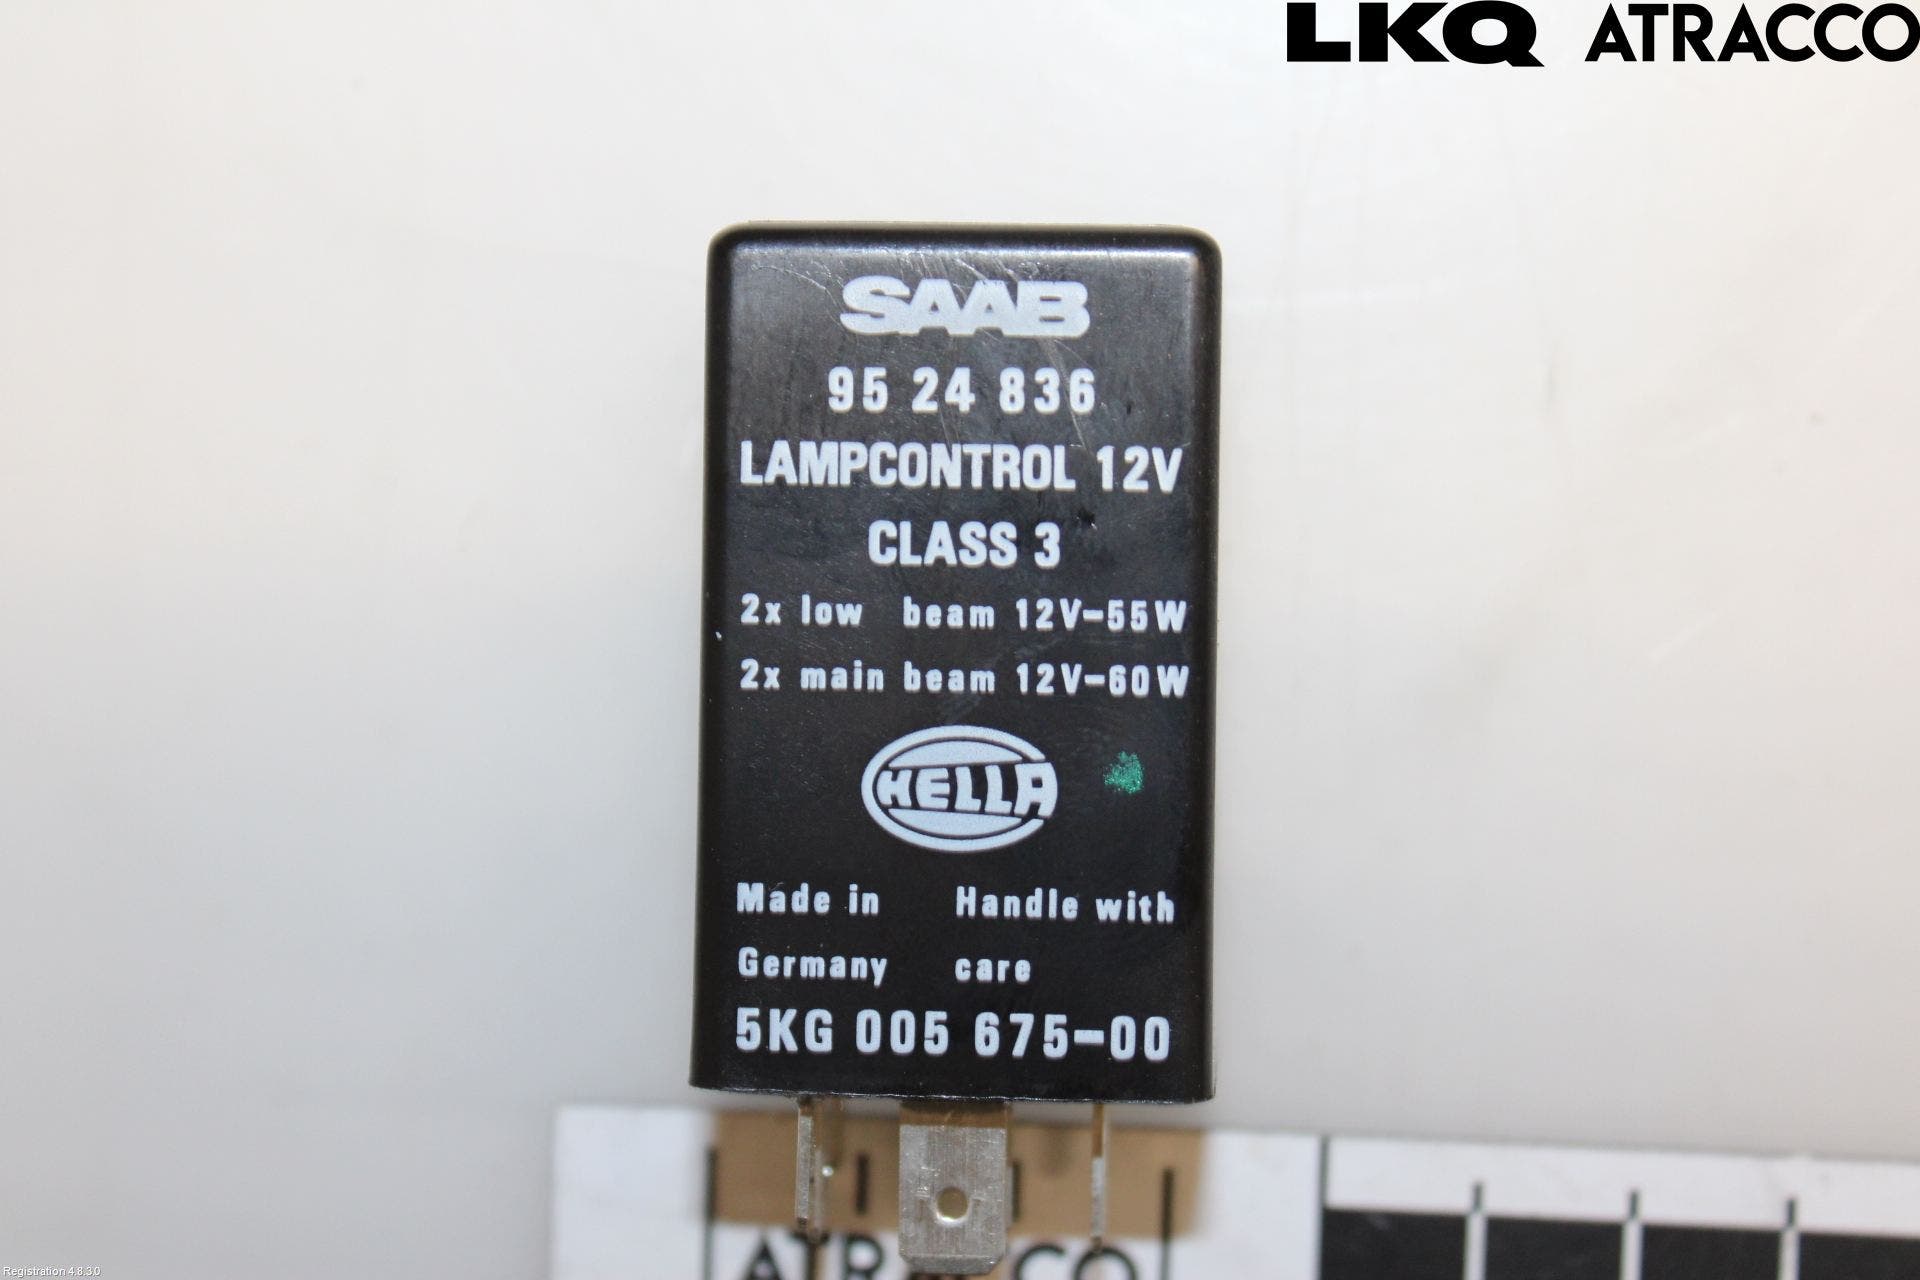 LKQ ATRACCO
SAAB
95 24 836
LAMPCONTROL 12V
CLASS 3
2x low beam 12V-55W
2x main beam 12V-60W
HELLA
Made in Handle with
Germany care
5KG 005 675-00
Registration 4.8.3.0